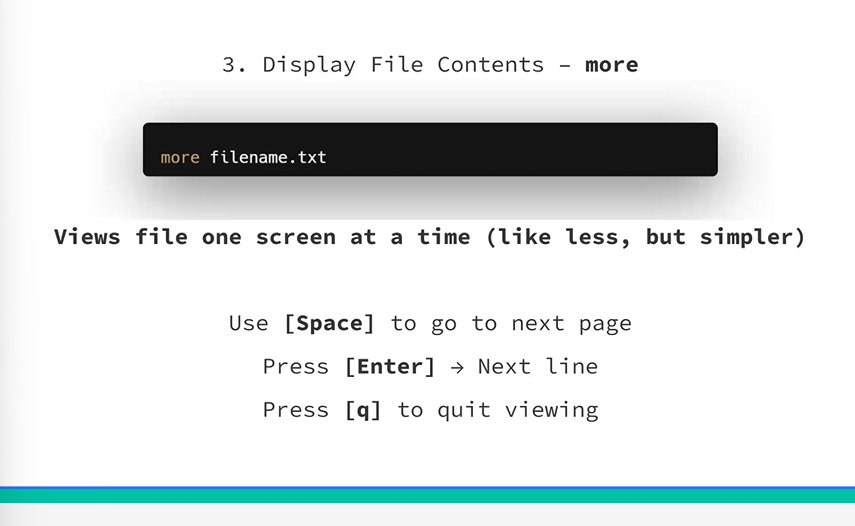 3. Display File Contents – more
more filename.txt
Views file one screen at a time (like less, but simpler)
Use [Space] to go to next page
Press [Enter] → Next line
Press [q] to quit viewing